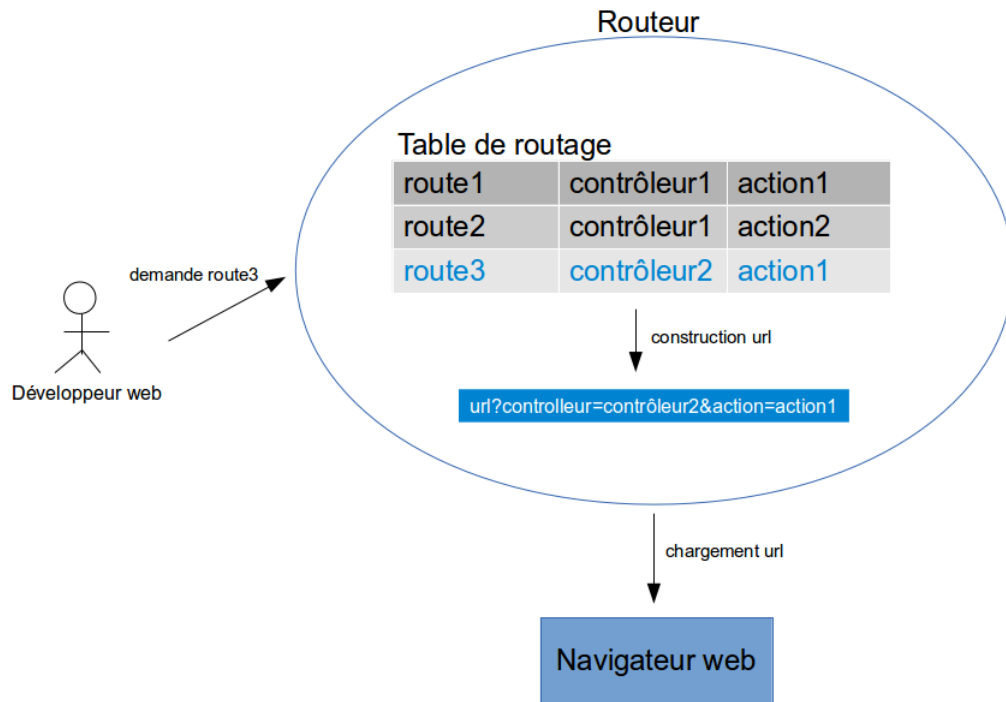 Routeur
Table de routage
route1 contrôleur1 action1
route2 contrôleur1 action2
route3 contrôleur2 action1
demande route3
Développeur web
construction url
url?controlleur=contrôleur2&action=action1
chargement url
Navigateur web